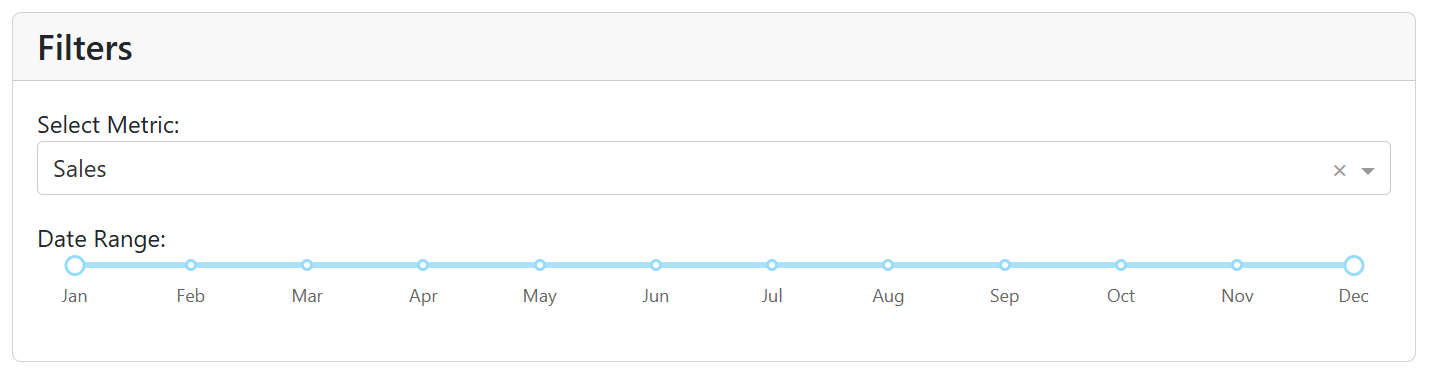 Filters
Select Metric:
Sales
Date Range:
Jan Feb Mar Apr May Jun Jul Aug Sep Oct Nov Dec